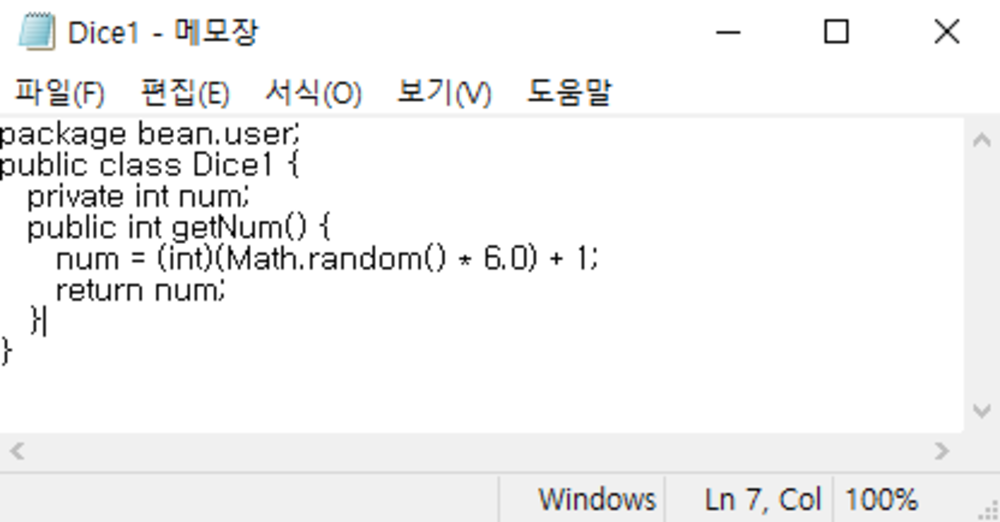 Dice1 - 메모장
파일(F) 편집(E) 서식(O) 보기(V) 도움말
package bean.user;
public class Dice1 {
   private int num;
   public int getNum() {
      num = (int)(Math.random() * 6.0) + 1;
      return num;
   }
}
Windows Ln 7, Col 100%